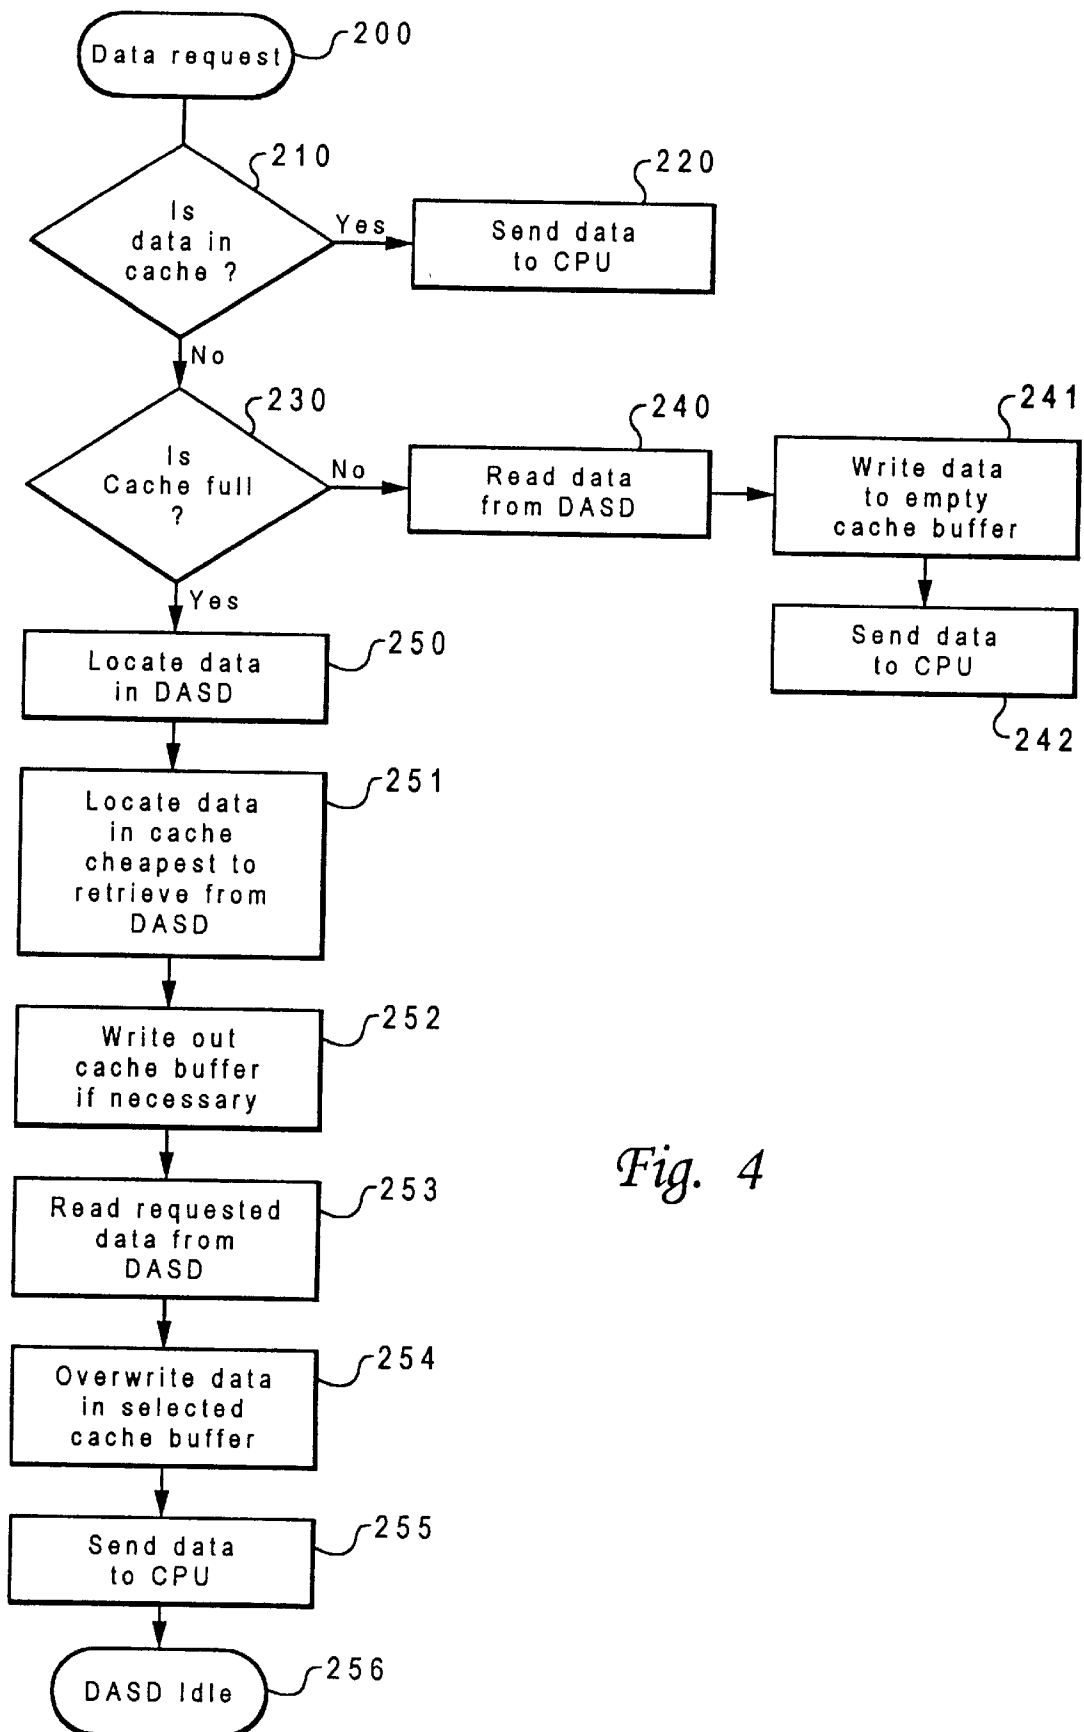 Data request
200
210
Is
data in
cache ?
Yes
220
Send data
to CPU
No
230
Is
Cache full
?
No
240
Read data
from DASD
241
Write data
to empty
cache buffer
Send data
to CPU
242
Yes
250
Locate data
in DASD
251
Locate data
in cache
cheapest to
retrieve from
DASD
252
Write out
cache buffer
if necessary
253
Read requested
data from
DASD
254
Overwrite data
in selected
cache buffer
255
Send data
to CPU
256
DASD Idle
Fig. 4